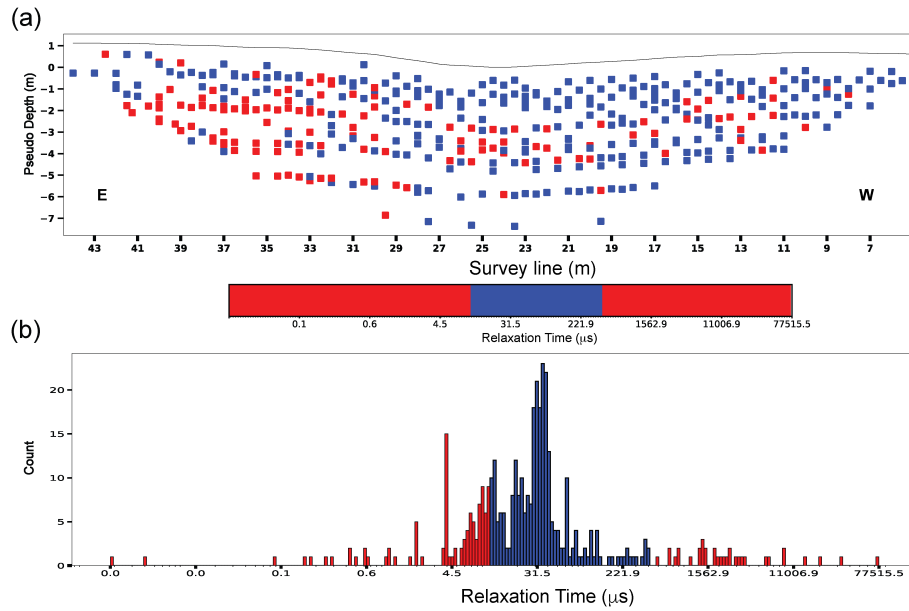 (a)
Pseudo Depth (m)
1
0
−1
−2
−3
−4
−5
−6
−7
E
W
43 41 39 37 35 33 31 29 27 25 23 21 19 17 15 13 11 9 7
Survey line (m)
0.1 0.6 4.5 31.5 221.9 1562.9 11006.9 77515.5
Relaxation Time (μs)
(b)
Count
20
15
10
5
0
0.0 0.0 0.1 0.6 4.5 31.5 221.9 1562.9 11006.9 77515.5
Relaxation Time (μs)